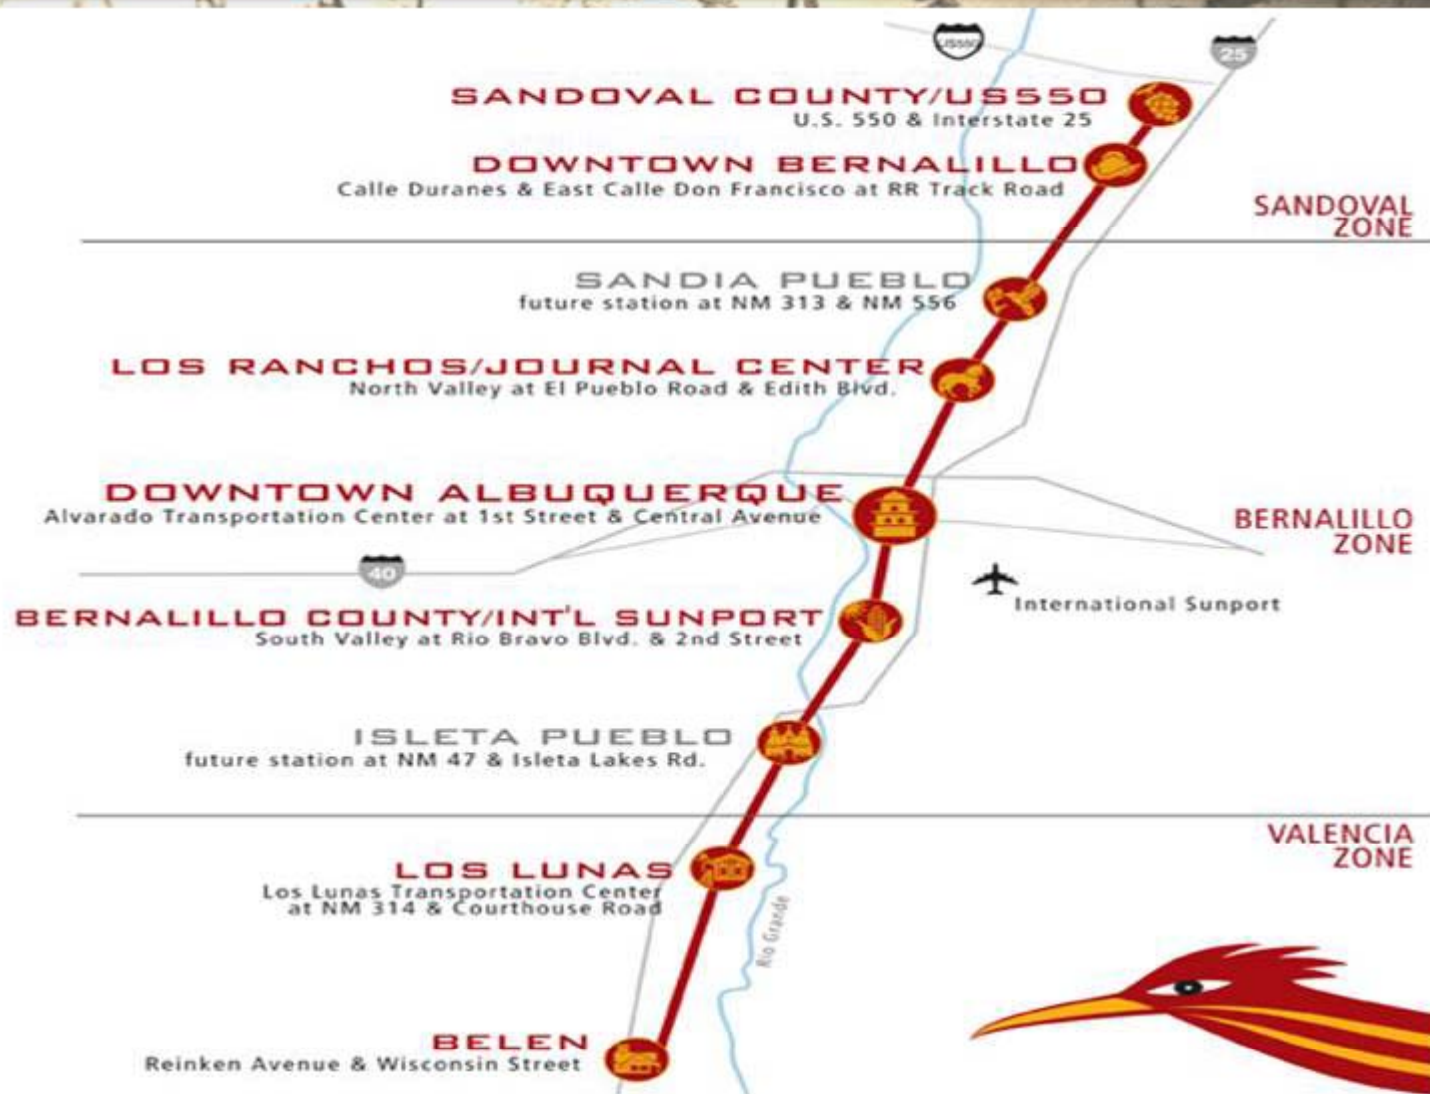 US550
25
SANDOVAL COUNTY/US550
U.S. 550 & Interstate 25
DOWNTOWN BERNALILLO
Calle Duranes & East Calle Don Francisco at RR Track Road
SANDOVAL
ZONE
SANDIA PUEBLO
future station at NM 313 & NM 556
LOS RANCHOS/JOURNAL CENTER
North Valley at El Pueblo Road & Edith Blvd.
DOWNTOWN ALBUQUERQUE
Alvarado Transportation Center at 1st Street & Central Avenue
BERNALILLO
ZONE
40
International Sunport
BERNALILLO COUNTY/INT'L SUNPORT
South Valley at Rio Bravo Blvd. & 2nd Street
ISLETA PUEBLO
future station at NM 47 & Isleta Lakes Rd.
VALENCIA
ZONE
LOS LUNAS
Los Lunas Transportation Center
at NM 314 & Courthouse Road
Rio Grande
BELEN
Reinken Avenue & Wisconsin Street